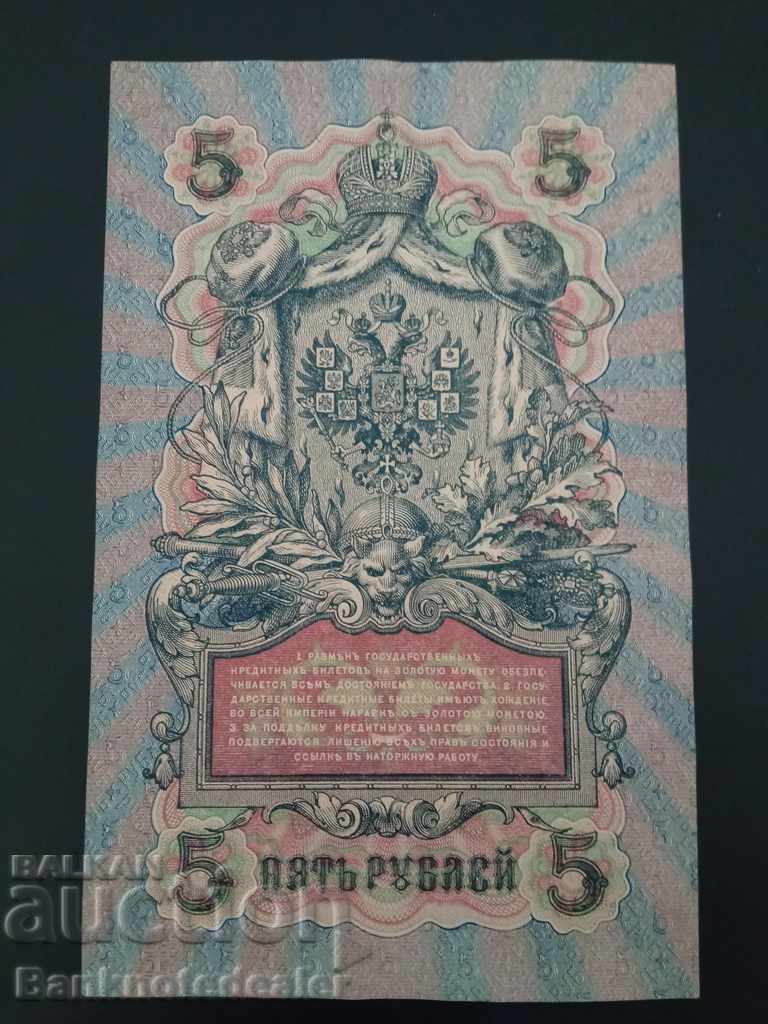 5 5
1. РАЗМѢНЪ ГОСУДАРСТВЕННЫХЪ
КРЕДИТНЫХЪ БИЛЕТОВЪ НА ЗОЛОТУЮ МОНЕТУ ОБЕЗПЕ-
ЧИВАЕТСЯ ВСѢМЪ ДОСТОЯНІЕМЪ ГОСУДАРСТВА. 2. ГОСУ-
ДАРСТВЕННЫЕ КРЕДИТНЫЕ БИЛЕТЫ ИМѢЮТЪ ХОЖДЕНІЕ
ВО ВСЕЙ ИМПЕРІИ НАРАВНѢ СЪ ЗОЛОТОЮ МОНЕТОЮ.
3. ЗА ПОДДѢЛКУ КРЕДИТНЫХЪ БИЛЕТОВЪ ВИНОВНЫЕ
ПОДВЕРГАЮТСЯ ЛИШЕНІЮ ВСѢХЪ ПРАВЪ СОСТОЯНІЯ И
ССЫЛКѢ ВЪ КАТОРЖНУЮ РАБОТУ.
5 ПЯТЬ РУБЛЕЙ 5
BALKAN
auction
Banknotedealer